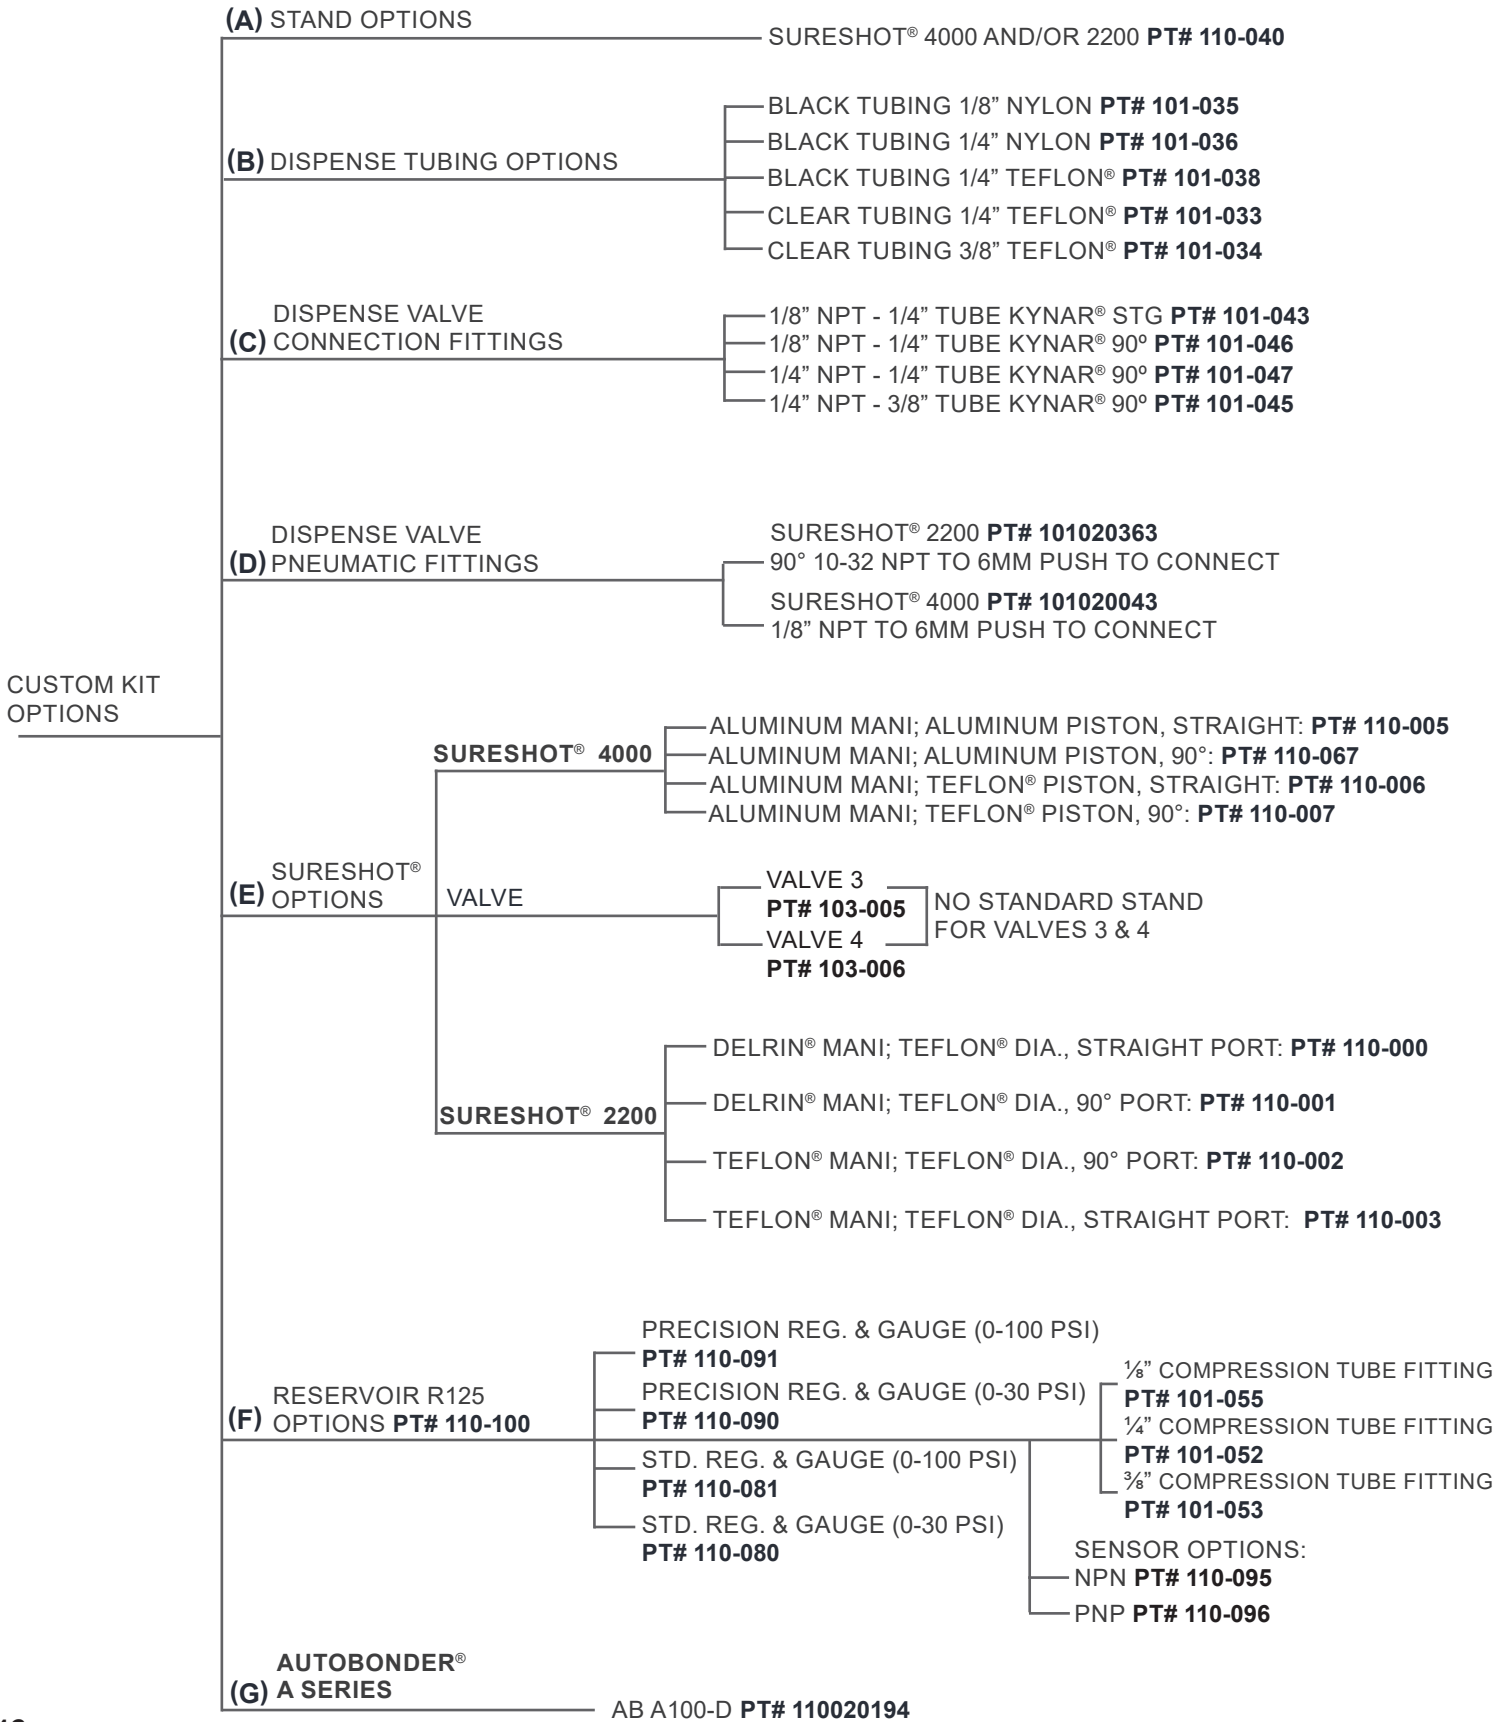 (A) STAND OPTIONS
SURESHOT® 4000 AND/OR 2200 PT# 110-040
BLACK TUBING 1/8” NYLON PT# 101-035
BLACK TUBING 1/4” NYLON PT# 101-036
(B) DISPENSE TUBING OPTIONS
BLACK TUBING 1/4” TEFLON® PT# 101-038
CLEAR TUBING 1/4” TEFLON® PT# 101-033
CLEAR TUBING 3/8” TEFLON® PT# 101-034
DISPENSE VALVE
(C) CONNECTION FITTINGS
1/8” NPT - 1/4” TUBE KYNAR® STG PT# 101-043
1/8” NPT - 1/4” TUBE KYNAR® 90º PT# 101-046
1/4” NPT - 1/4” TUBE KYNAR® 90º PT# 101-047
1/4” NPT - 3/8” TUBE KYNAR® 90º PT# 101-045
DISPENSE VALVE
(D) PNEUMATIC FITTINGS
SURESHOT® 2200 PT# 101020363
90° 10-32 NPT TO 6MM PUSH TO CONNECT
SURESHOT® 4000 PT# 101020043
1/8” NPT TO 6MM PUSH TO CONNECT
CUSTOM KIT
OPTIONS
SURESHOT® 4000
ALUMINUM MANI; ALUMINUM PISTON, STRAIGHT: PT# 110-005
ALUMINUM MANI; ALUMINUM PISTON, 90°: PT# 110-067
ALUMINUM MANI; TEFLON® PISTON, STRAIGHT: PT# 110-006
ALUMINUM MANI; TEFLON® PISTON, 90°: PT# 110-007
SURESHOT®
(E) OPTIONS
VALVE
VALVE 3
PT# 103-005
VALVE 4
PT# 103-006
NO STANDARD STAND
FOR VALVES 3 & 4
SURESHOT® 2200
DELRIN® MANI; TEFLON® DIA., STRAIGHT PORT: PT# 110-000
DELRIN® MANI; TEFLON® DIA., 90° PORT: PT# 110-001
TEFLON® MANI; TEFLON® DIA., 90° PORT: PT# 110-002
TEFLON® MANI; TEFLON® DIA., STRAIGHT PORT: PT# 110-003
RESERVOIR R125
(F) OPTIONS PT# 110-100
PRECISION REG. & GAUGE (0-100 PSI)
PT# 110-091
PRECISION REG. & GAUGE (0-30 PSI)
PT# 110-090
STD. REG. & GAUGE (0-100 PSI)
PT# 110-081
STD. REG. & GAUGE (0-30 PSI)
PT# 110-080
⅛” COMPRESSION TUBE FITTING
PT# 101-055
¼” COMPRESSION TUBE FITTING
PT# 101-052
⅜” COMPRESSION TUBE FITTING
PT# 101-053
SENSOR OPTIONS:
NPN PT# 110-095
PNP PT# 110-096
AUTOBONDER®
(G) A SERIES
AB A100-D PT# 110020194